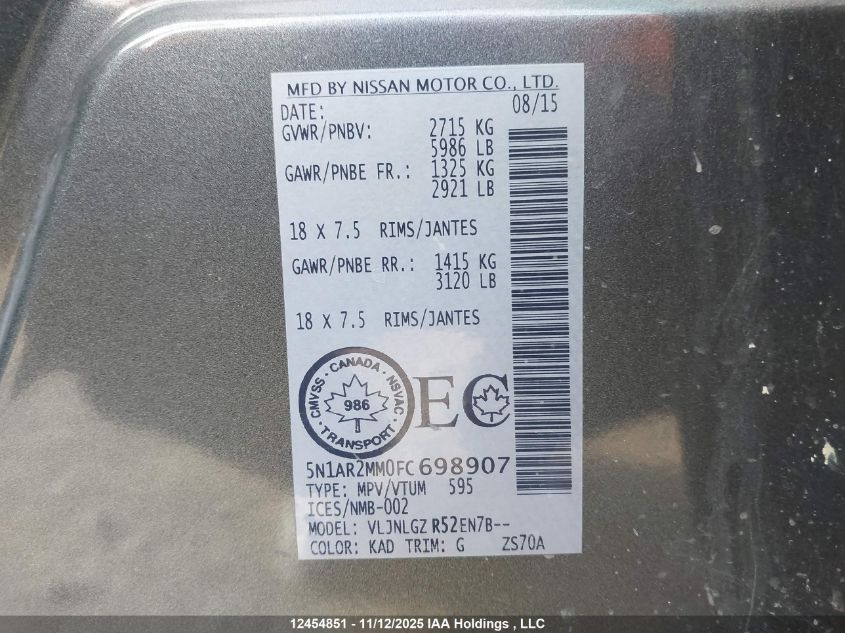 MFD BY NISSAN MOTOR CO., LTD.
DATE: 08/15
GVWR/PNBV: 2715 KG
5986 LB
GAWR/PNBE FR.: 1325 KG
2921 LB
18 X 7.5 RIMS/JANTES
GAWR/PNBE RR.: 1415 KG
3120 LB
18 X 7.5 RIMS/JANTES
CMVSS · CANADA · NSVAC · TRANSPORT
986
EC
5N1AR2MM0FC698907
TYPE: MPV/VTUM 595
ICES/NMB-002
MODEL: VLJNLGZ R52EN7B--
COLOR: KAD TRIM: G ZS70A
12454851 - 11/12/2025 IAA Holdings , LLC